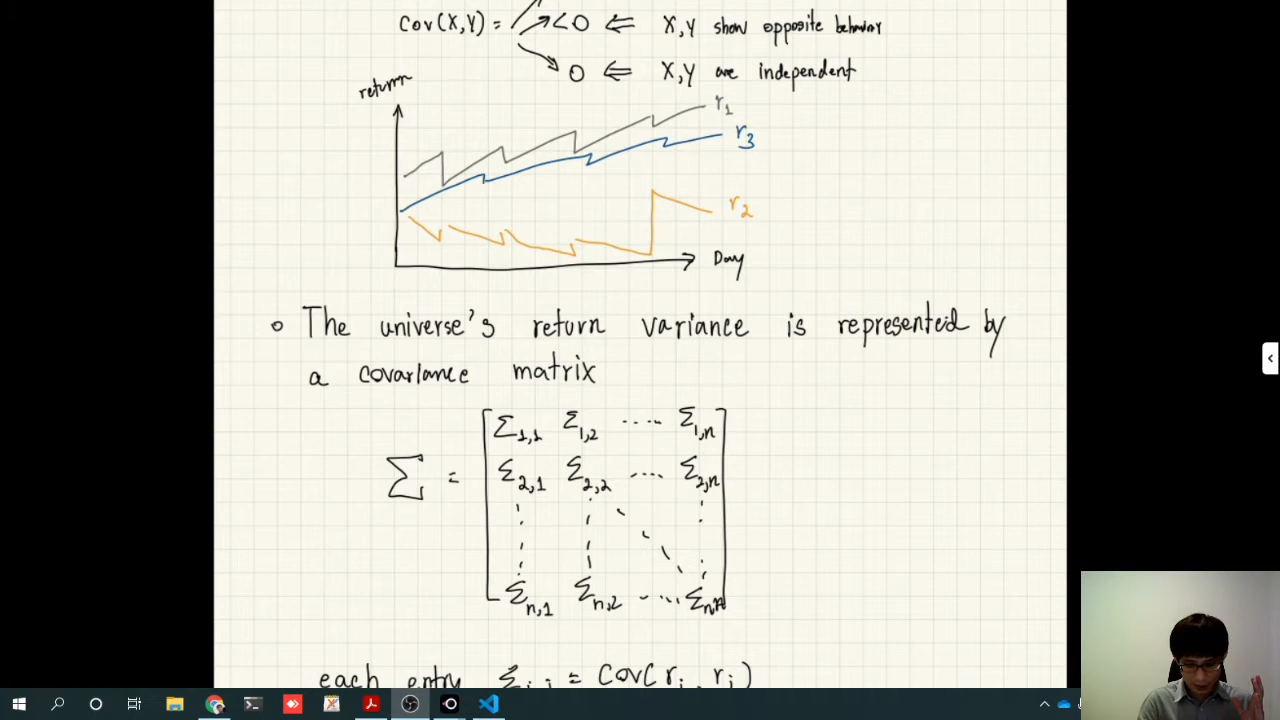 Cov(X,Y) = <0 ⇐ X,Y show opposite behavior
0 ⇐ X,Y are independent
return
r1
r3
r2
Day
The universe's return variance is represented by
a covariance matrix
Σ = [ Σ1,1 Σ1,2 ···· Σ1,n
Σ2,1 Σ2,2 ···· Σ2,n
Σn,1 Σn,2 ···· Σn,n ]
each entry Σi,j = Cov(ri, rj)